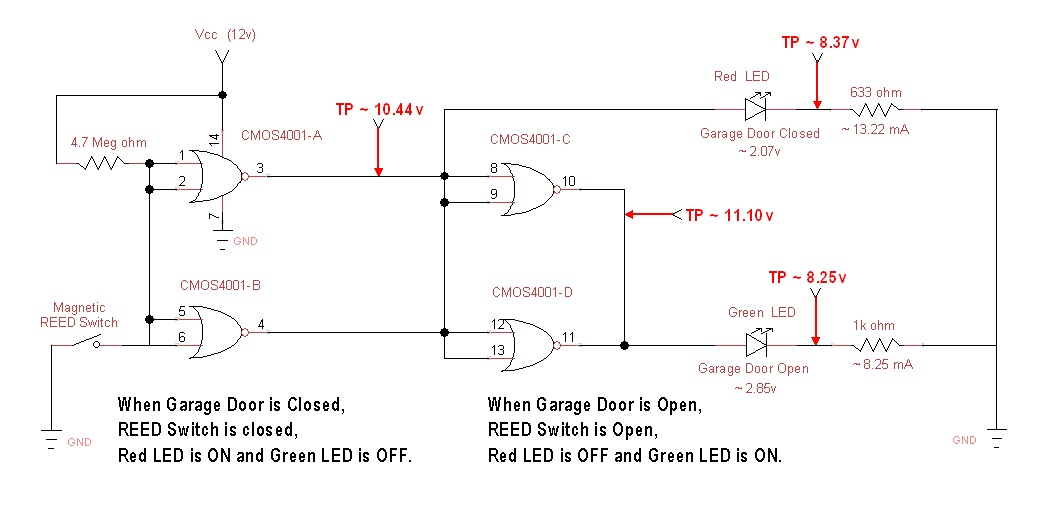 Vcc (12v)
TP ~ 8.37v
Red LED
633 ohm
TP ~ 10.44v
14
CMOS4001-A
4.7 Meg ohm
Garage Door Closed
~ 2.07v
~ 13.22 mA
CMOS4001-C
1
2
3
8
9
10
7
GND
TP ~ 11.10v
CMOS4001-B
CMOS4001-D
TP ~ 8.25v
Magnetic
REED Switch
Green LED
5
6
4
12
13
11
1k ohm
Garage Door Open
~ 2.85v
~ 8.25 mA
When Garage Door is Closed,
REED Switch is closed,
Red LED is ON and Green LED is OFF.
When Garage Door is Open,
REED Switch is Open,
Red LED is OFF and Green LED is ON.
GND
GND